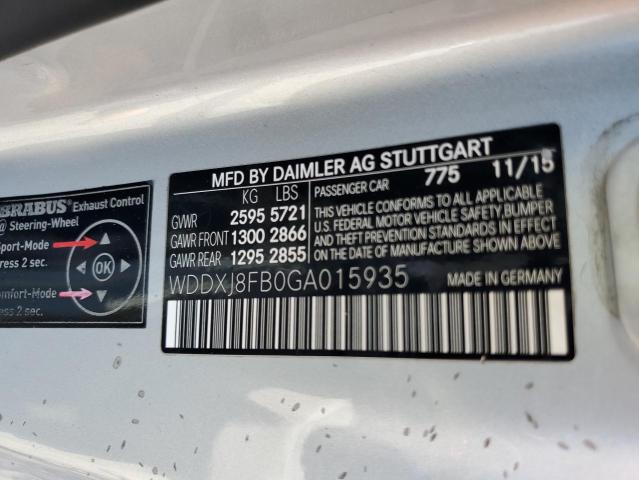 BRABUS Exhaust Control
@ Steering-Wheel
Sport-Mode
Press 2 sec.
OK
Comfort-Mode
Press 2 sec.
MFD BY DAIMLER AG STUTTGART
KG LBS
GVWR 2595 5721
GAWR FRONT 1300 2866
GAWR REAR 1295 2855
PASSENGER CAR 775 11/15
THIS VEHICLE CONFORMS TO ALL APPLICABLE
U.S. FEDERAL MOTOR VEHICLE SAFETY, BUMPER
AND THEFT PREVENTION STANDARDS IN EFFECT
ON THE DATE OF MANUFACTURE SHOWN ABOVE.
WDDXJ8FB0GA015935
MADE IN GERMANY